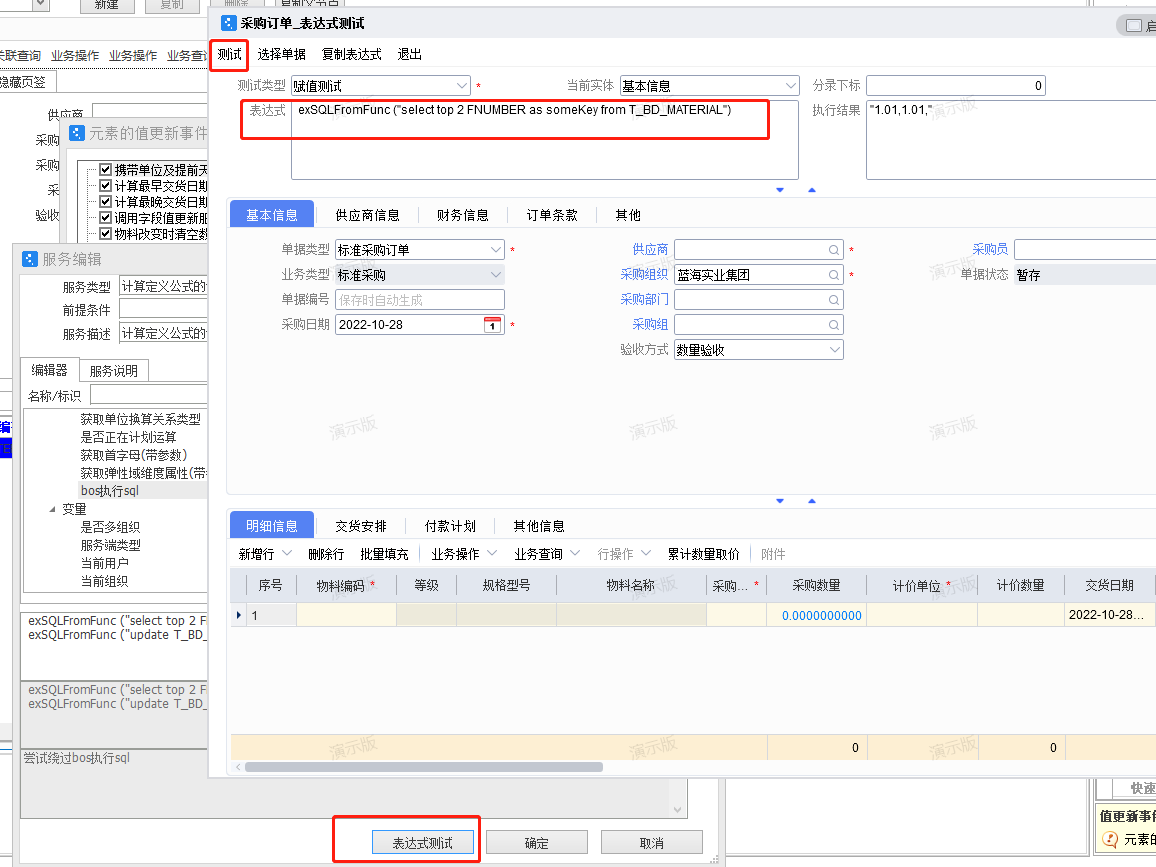 新建
复制
删除
复制父节点
采购订单_表达式测试
关联查询 业务操作 业务操作 业务查询
测试 选择单据 复制表达式 退出
隐藏页签
测试类型 赋值测试 * 当前实体 基本信息 分录下标 0
表达式 exSQLFromFunc ("select top 2 FNUMBER as someKey from T_BD_MATERIAL") 执行结果 "1.01,1.01,"
供应商
元素的值更新事件
采购
采购
采
验收
携带单位及提前天
计算最早交货日期
计算最晚交货日期
调用字段值更新服
物料改变时清空数
基本信息 供应商信息 财务信息 订单条款 其他
单据类型 标准采购订单 * 供应商 * 采购员
业务类型 标准采购 采购组织 蓝海实业集团 * 单据状态 暂存
单据编号 保存时自动生成 采购部门
采购日期 2022-10-28 1 * 采购组
验收方式 数量验收
演示版 演示版 演示版
服务编辑
服务类型 计算定义公式的
前提条件
服务描述 计算定义公式的
编辑器 服务说明
名称/标识
获取单位换算关系类型
是否正在计划运算
获取首字母(带参数)
获取弹性域维度属性(带
bos执行sql
变量
是否多组织
服务端类型
当前用户
当前组织
exSQLFromFunc ("select top 2 F
exSQLFromFunc ("update T_BD_
exSQLFromFunc ("select top 2 F
exSQLFromFunc ("update T_BD_
尝试绕过bos执行sql
明细信息 交货安排 付款计划 其他信息
新增行 删除行 批量填充 业务操作 业务查询 行操作 累计数量取价 附件
序号 物料编码* 等级 规格型号 物料名称 采购... * 采购数量 计价单位* 计价数量 交货日期
1 0.0000000000 2022-10-28...
演示版 演示版 演示版
0 0
表达式测试 确定 取消
快速
值更新事件
元素的